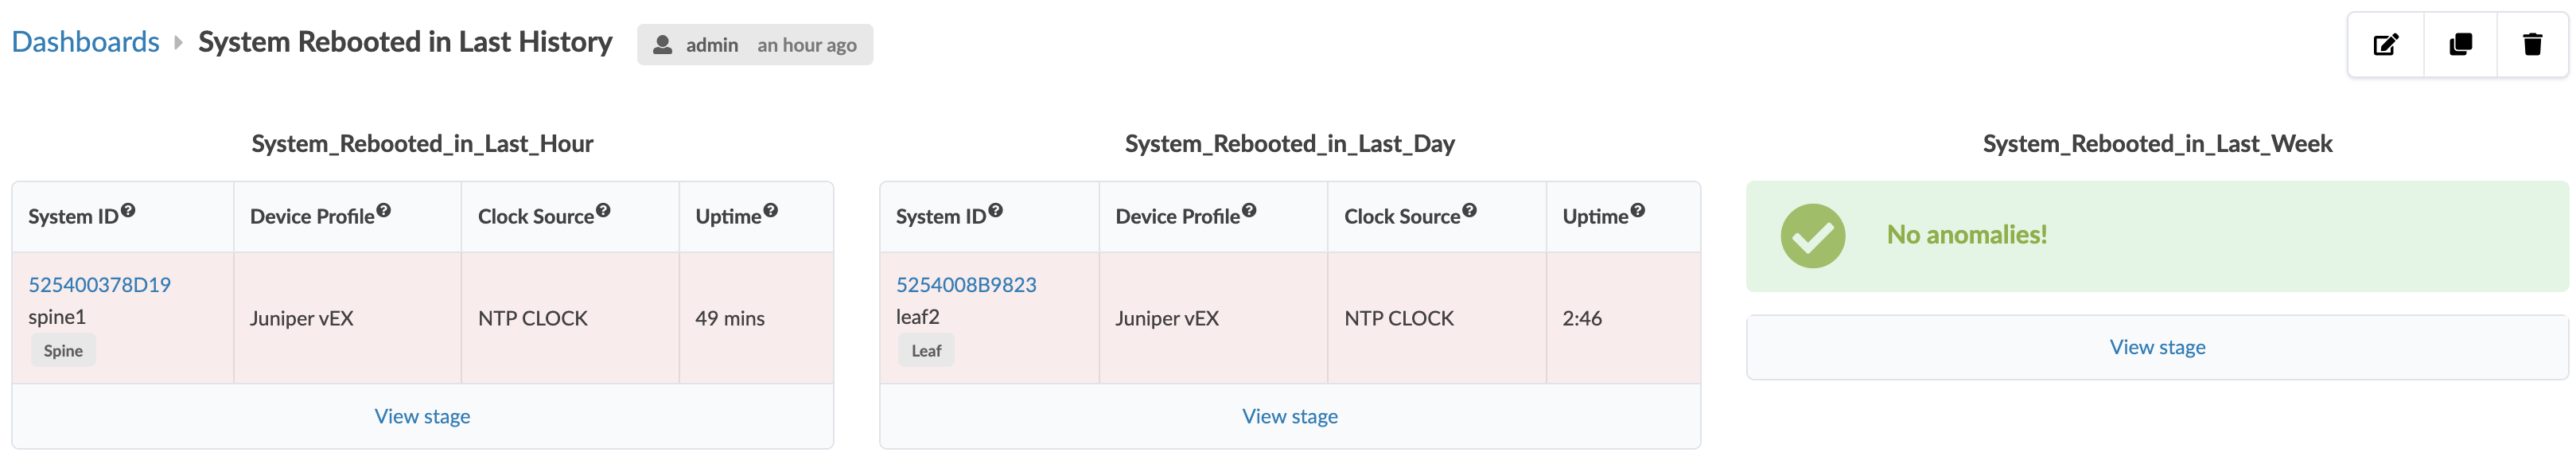 Dashboards System Rebooted in Last History admin an hour ago
System_Rebooted_in_Last_Hour
System ID Device Profile Clock Source Uptime
525400378D19
spine1
Spine
Juniper vEX NTP CLOCK 49 mins
View stage
System_Rebooted_in_Last_Day
System ID Device Profile Clock Source Uptime
5254008B9823
leaf2
Leaf
Juniper vEX NTP CLOCK 2:46
View stage
System_Rebooted_in_Last_Week
No anomalies!
View stage